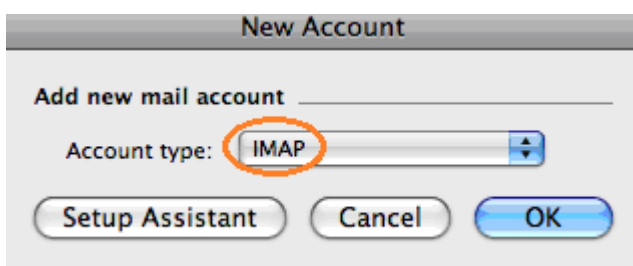 New Account
Add new mail account
Account type: IMAP
Setup Assistant Cancel OK